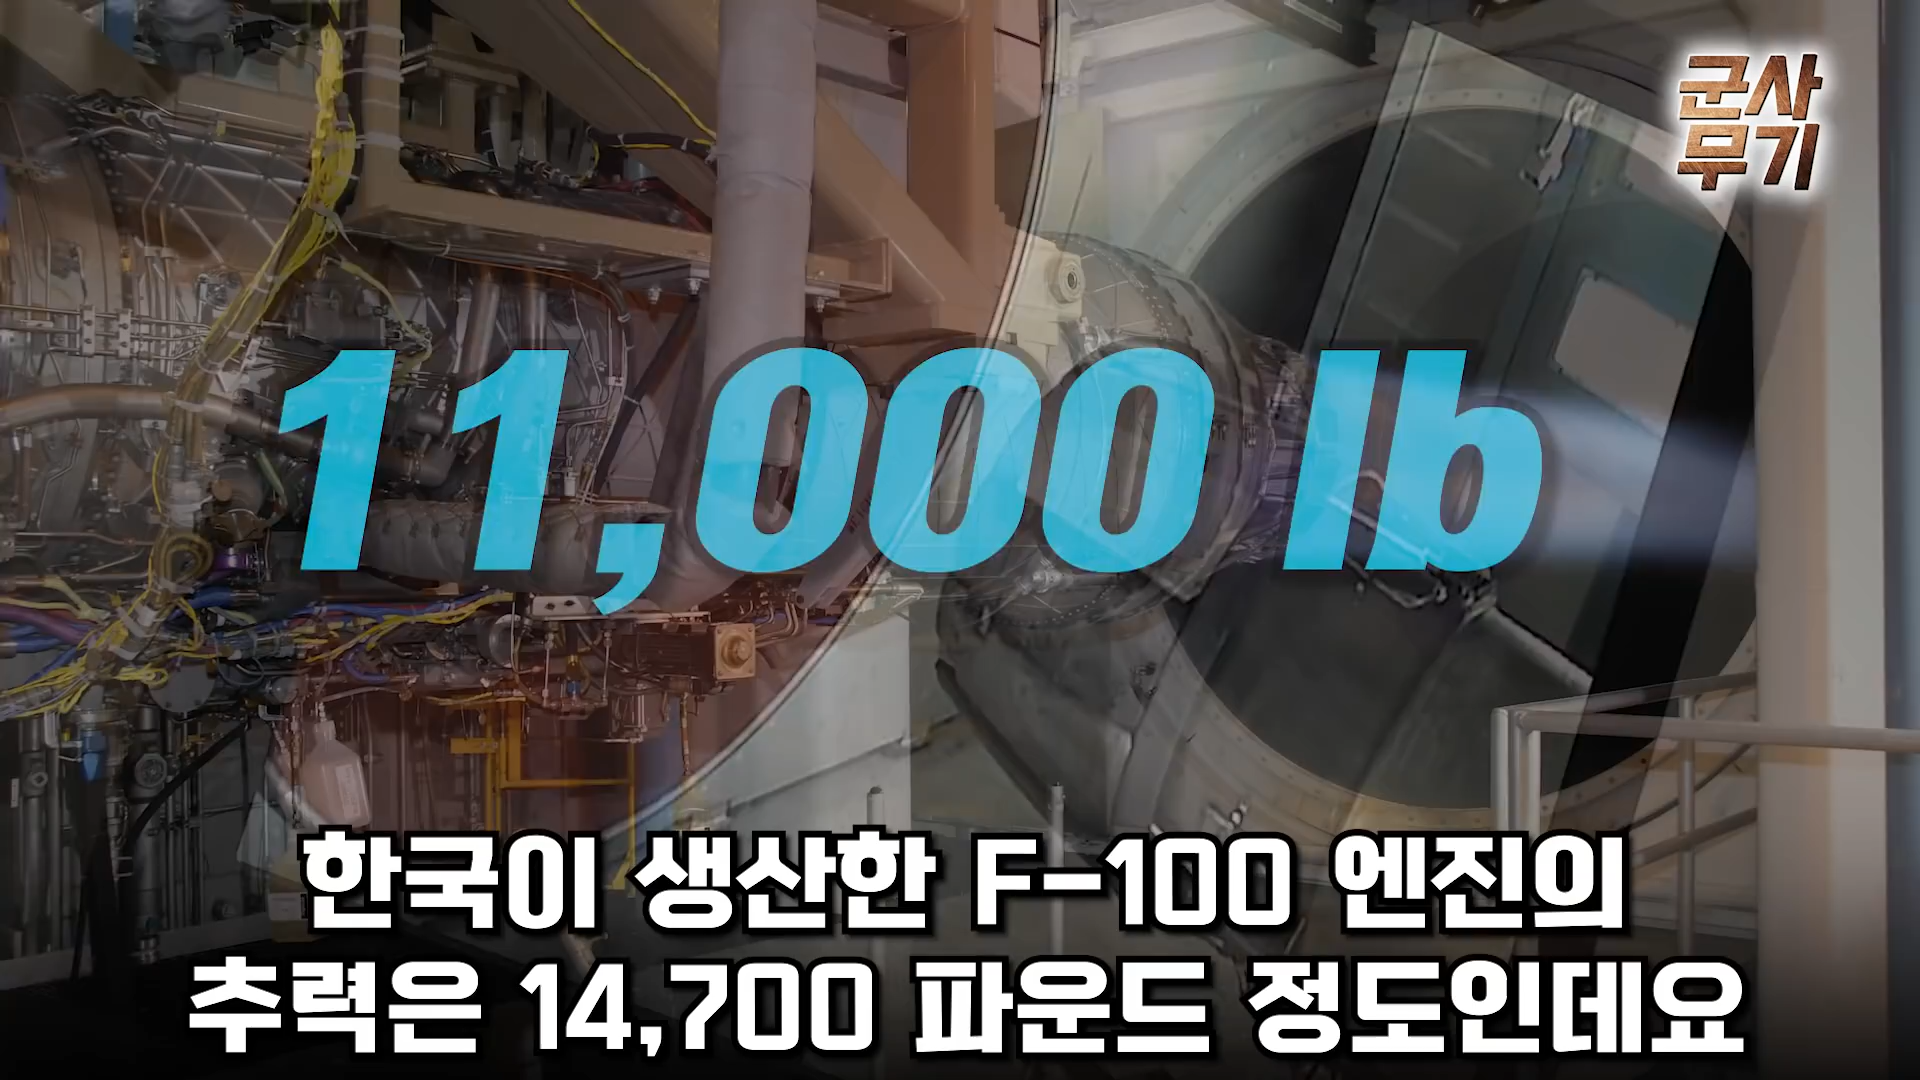 군사
무기
11,000 lb
한국이 생산한 F-100 엔진의
추력은 14,700 파운드 정도인데요